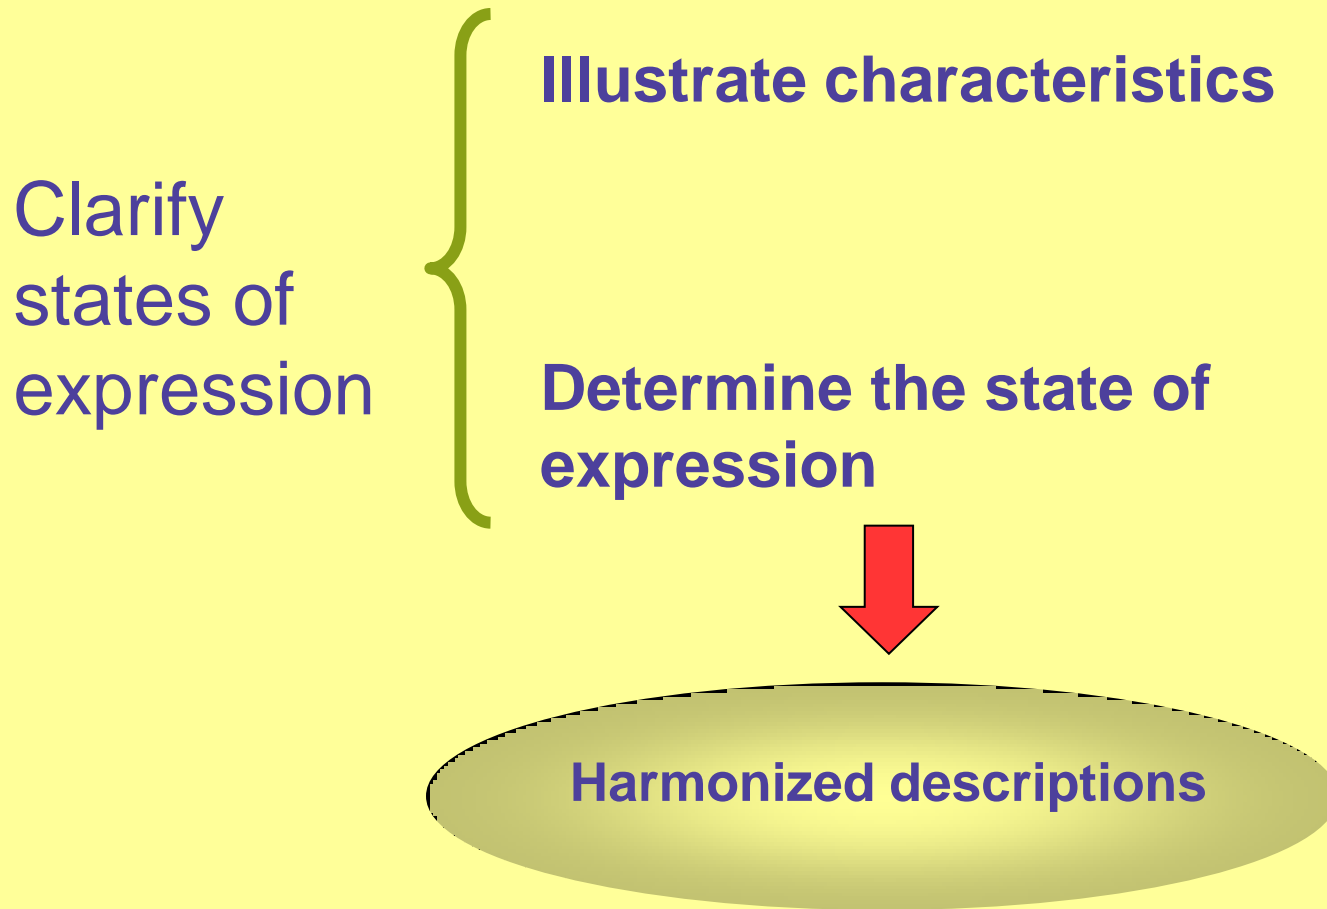 Clarify
states of
expression
Illustrate characteristics
Determine the state of
expression
Harmonized descriptions